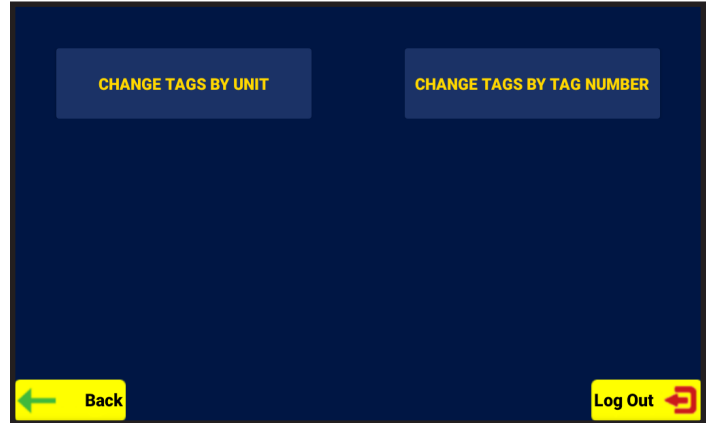 CHANGE TAGS BY UNIT
CHANGE TAGS BY TAG NUMBER
Back
Log Out